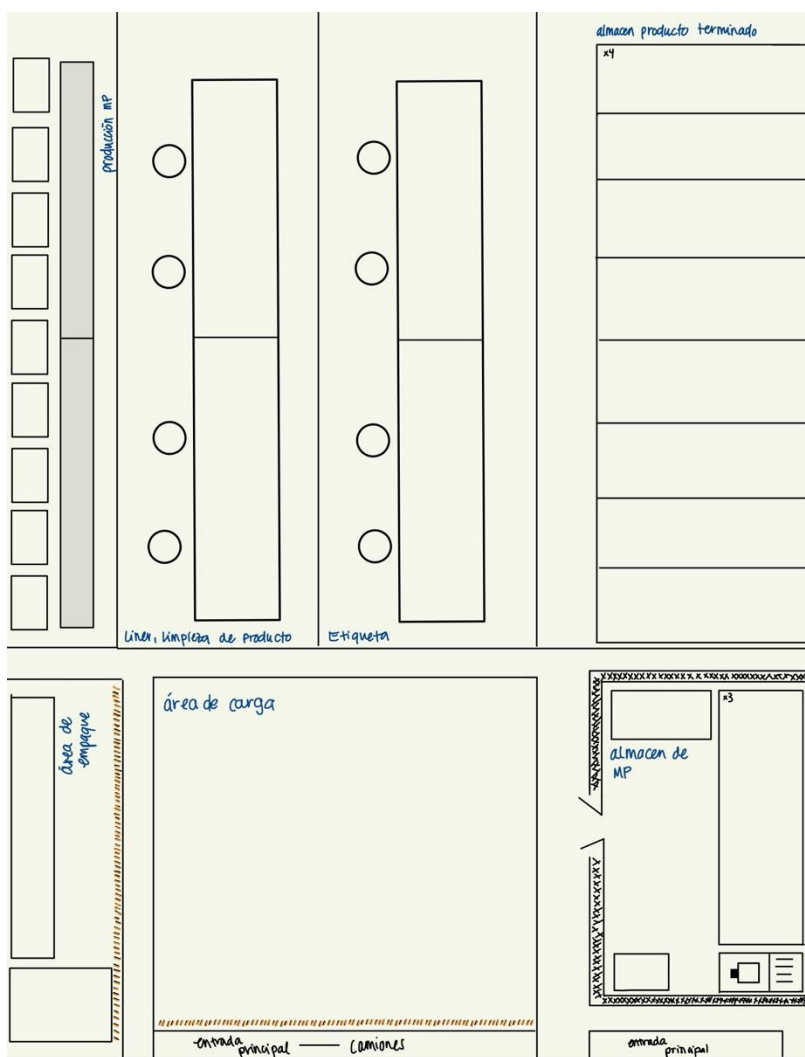 almacen producto terminado
x4
producción MP
Liner, Limpieza de Producto
Etiqueta
área de
empaque
área de carga
x3
almacen de
MP
entrada
principal — camiones
entrada
principal